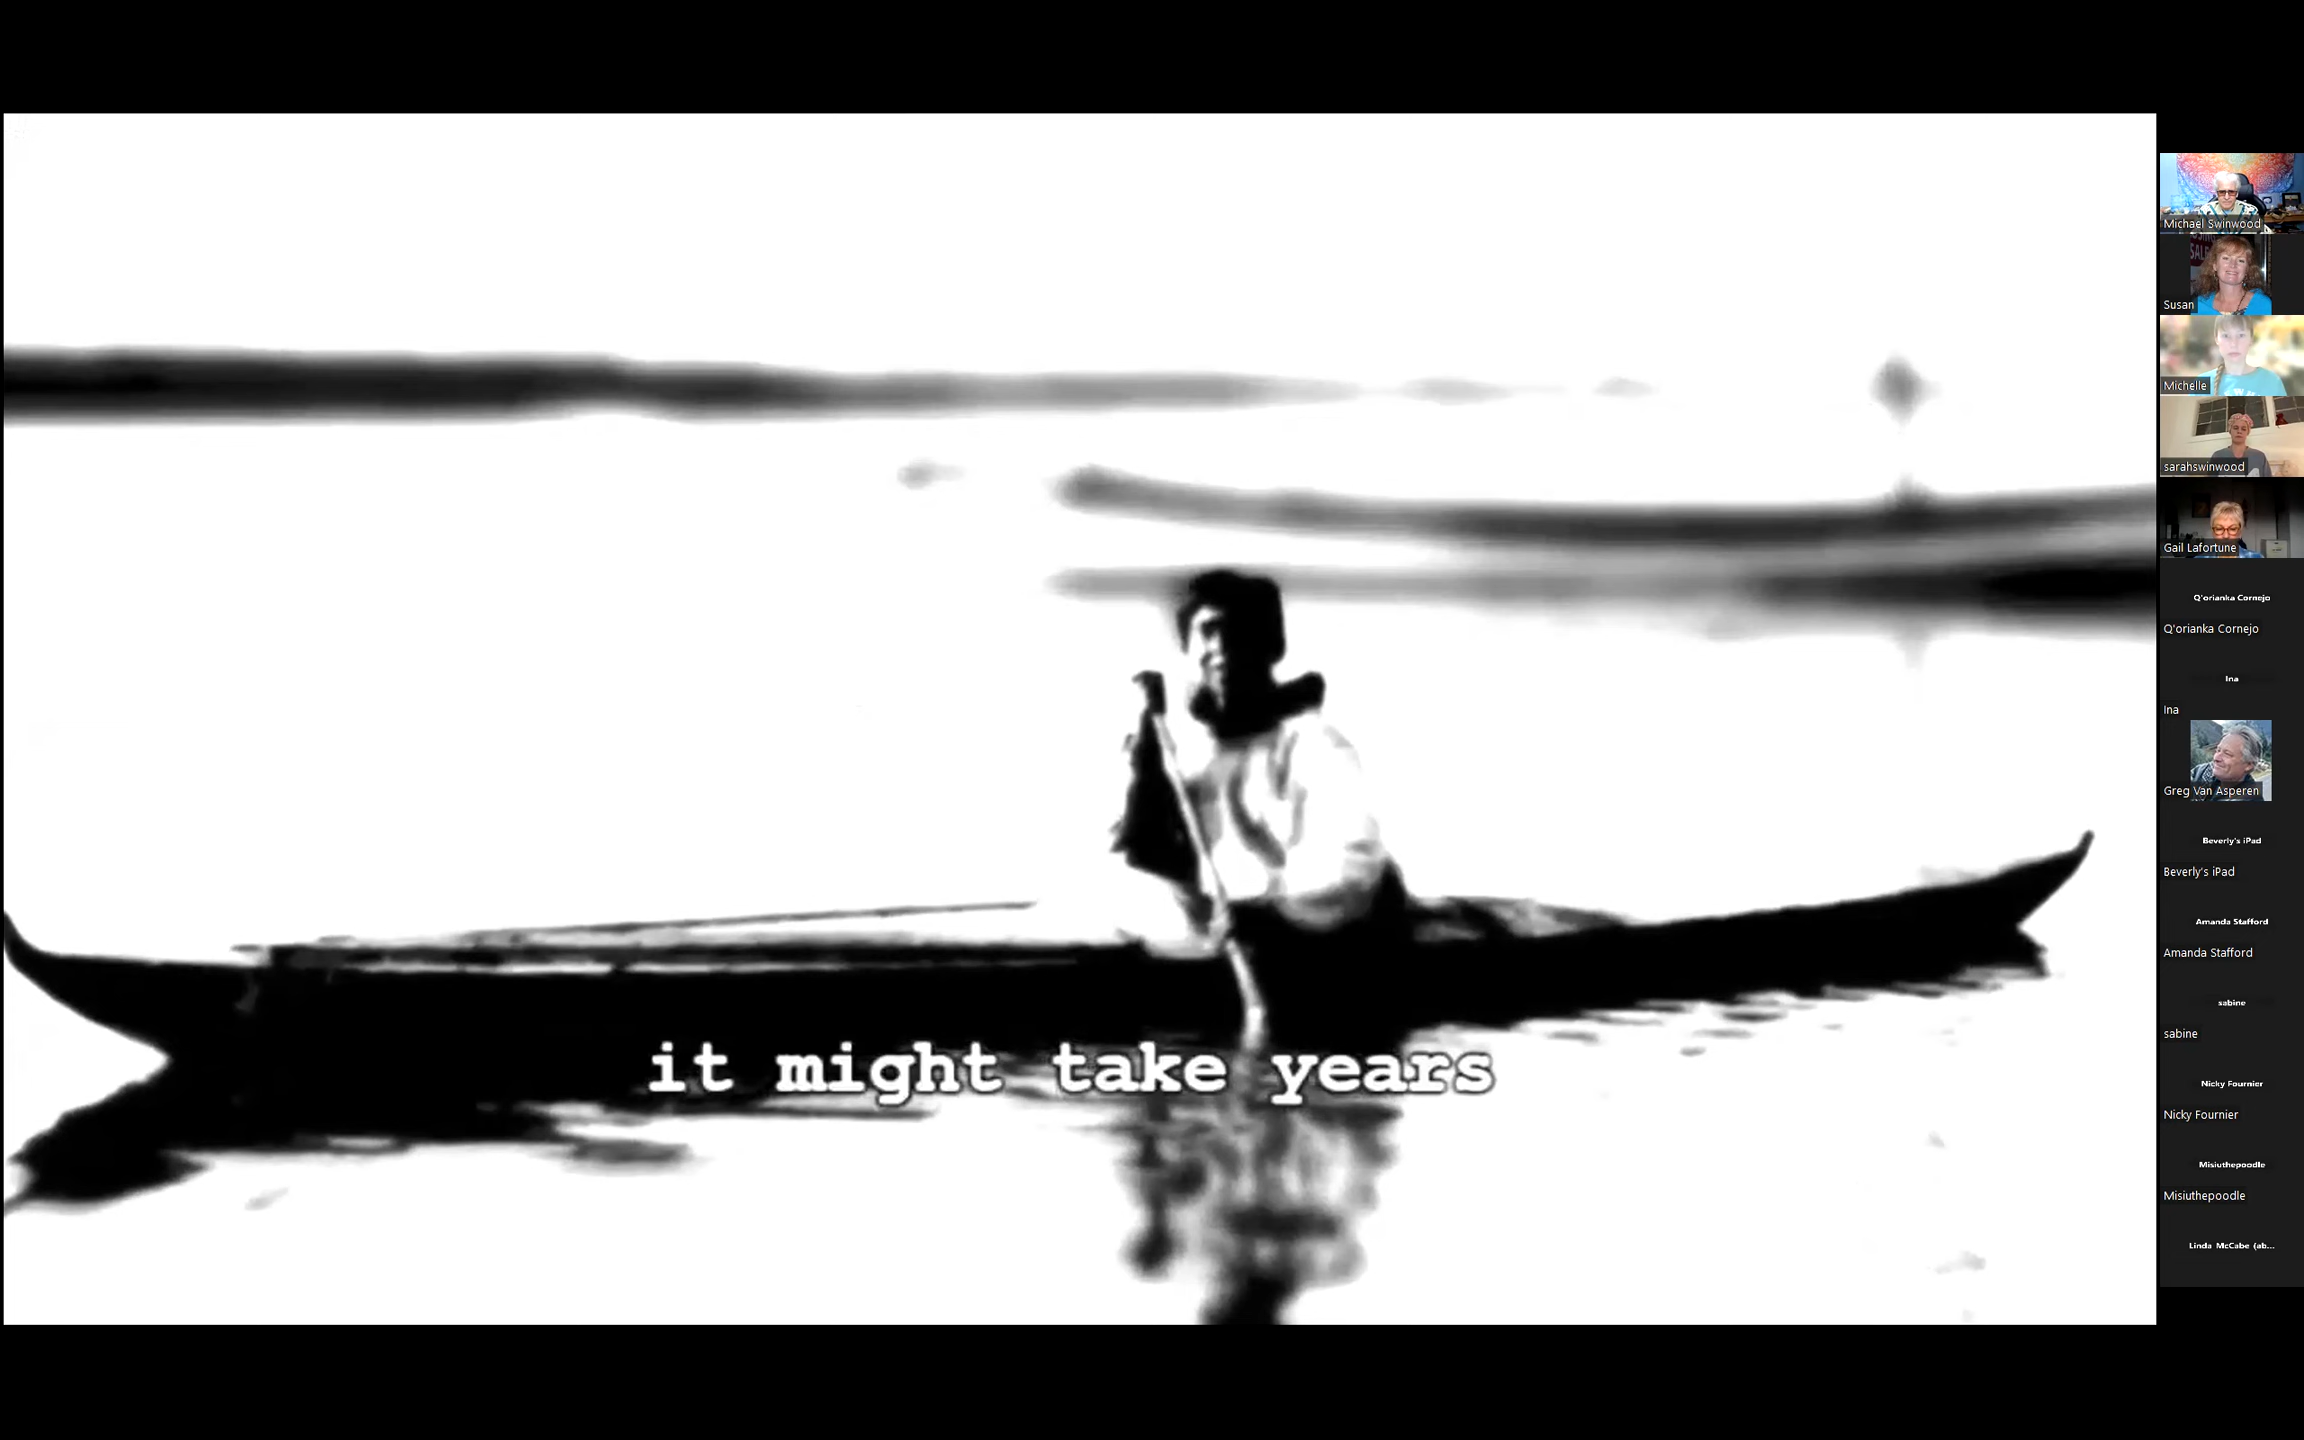 it might take years
Michael Swinwood
SALE
Susan
Michelle
sarahswinwood
Gail Lafortune
Q'orianka Cornejo
Q'orianka Cornejo
Ina
Ina
Greg Van Asperen
Beverly's iPad
Beverly's iPad
Amanda Stafford
Amanda Stafford
sabine
sabine
Nicky Fournier
Nicky Fournier
Misiuthepoodle
Misiuthepoodle
Linda McCabe (ab...